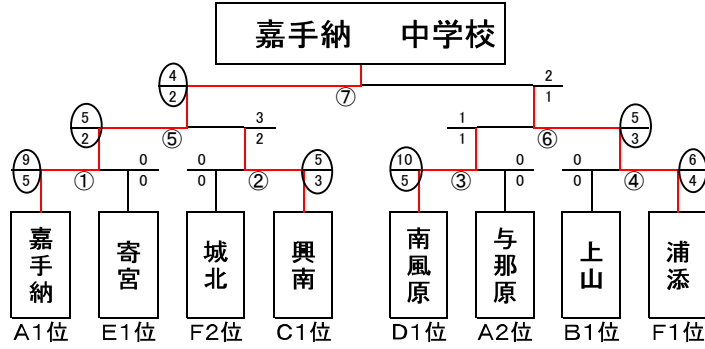 嘉手納 中学校
4 2
2 ⑦ 1
5 3 1 5
2 ⑤ 2 1 ⑥ 3
9 0 0 5 10 0 0 6
5 ① 0 0 ② 3 5 ③ 0 0 ④ 4
嘉手納 寄宮 城北 興南 南風原 与那原 上山 浦添
A1位 E1位 F2位 C1位 D1位 A2位 B1位 F1位